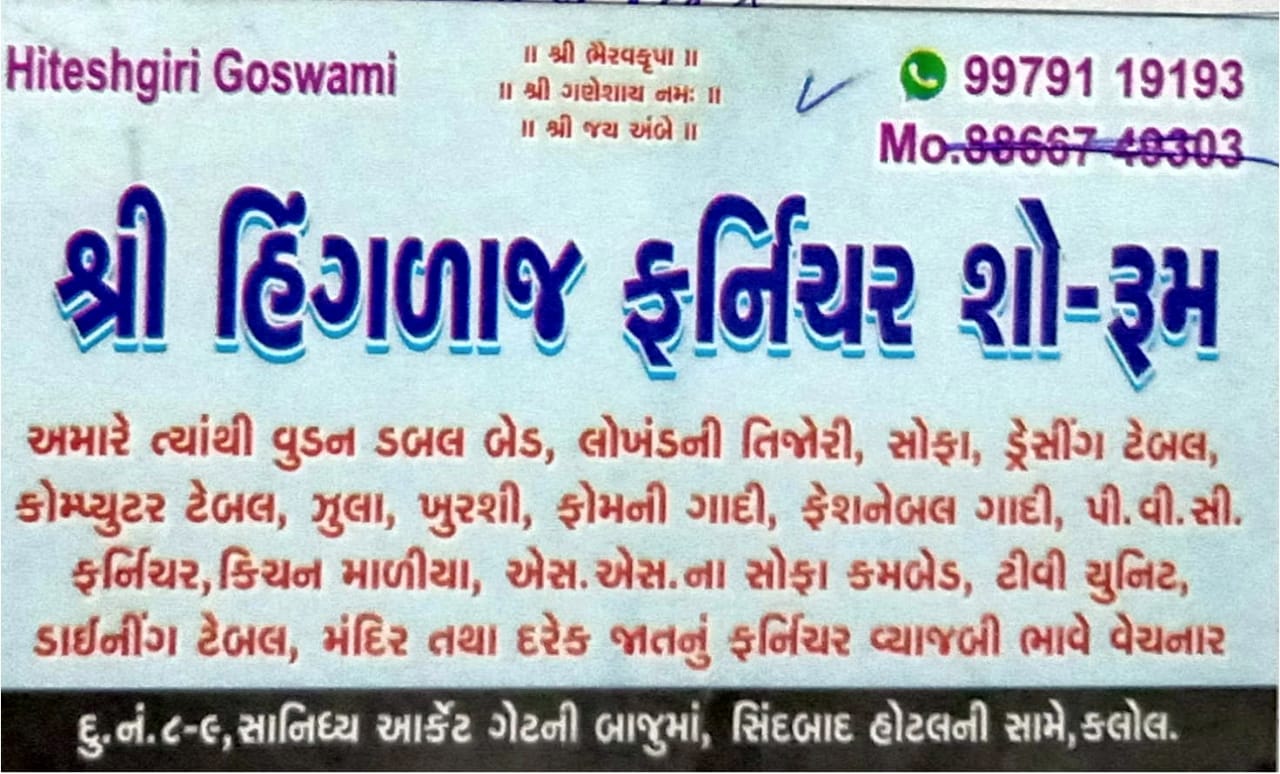 Hiteshgiri Goswami
॥ શ્રી ભૈરવકૃપા ॥
॥ શ્રી ગણેશાય નમઃ ॥
॥ શ્રી જય અંબે ॥
99791 19193
Mo.88667 40303
શ્રી હિંગળાજ ફર્નિચર શો-રૂમ
અમારે ત્યાંથી વુડન ડબલ બેડ, લોખંડની તિજોરી, સોફા, ડ્રેસીંગ ટેબલ,
કોમ્પ્યુટર ટેબલ, ઝુલા, ખુરશી, ફોમની ગાદી, ફેશનેબલ ગાદી, પી.વી.સી.
ફર્નિચર,કિચન માળીયા, એસ.એસ.ના સોફા કમબેડ, ટીવી યુનિટ,
ડાઈનીંગ ટેબલ, મંદિર તથા દરેક જાતનું ફર્નિચર વ્યાજબી ભાવે વેચનાર
દુ.નં.૮-૯,સાનિધ્ય આર્કેટ ગેટની બાજુમાં, સિંદબાદ હોટલની સામે,કલોલ.